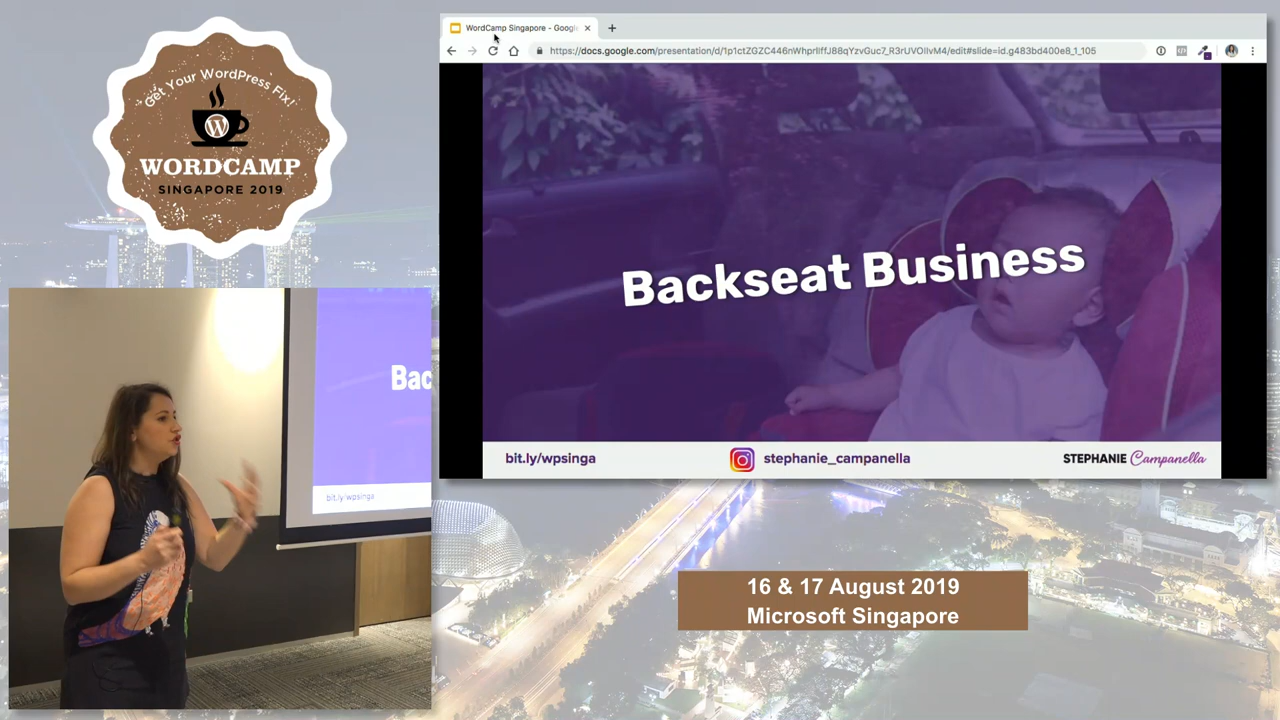 Get Your WordPress Fix!
W
WORDCAMP
SINGAPORE 2019
WordCamp Singapore - Googl
https://docs.google.com/presentation/d/1p1ctZGZC446nWhprIiffJ88qYzvGuc7_R3rUVOIlvM4/edit#slide=id.g483bd400e8_1_105
Backseat Business
bit.ly/wpsinga
stephanie_campanella
STEPHANIE Campanella
Bac
bit.ly/wpsinga
16 & 17 August 2019
Microsoft Singapore